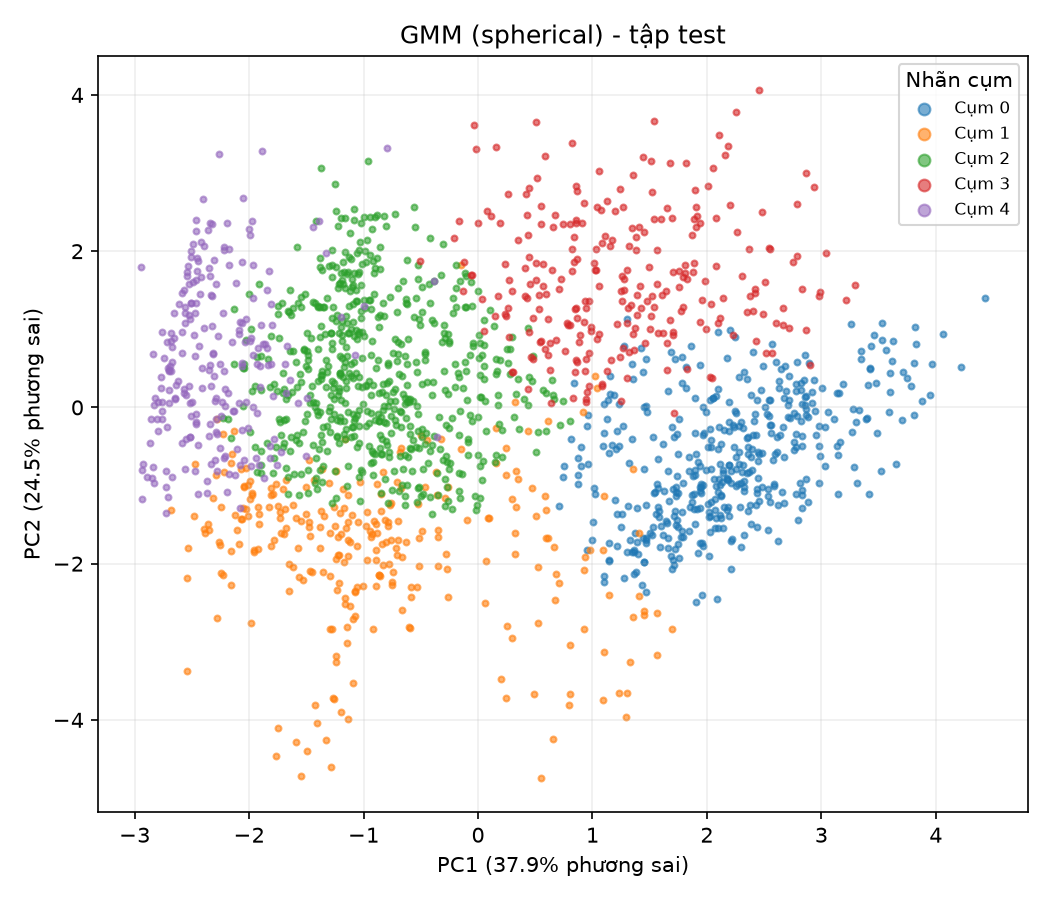 GMM (spherical) - tập test
Nhãn cụm
Cụm 0
Cụm 1
Cụm 2
Cụm 3
Cụm 4
PC2 (24.5% phương sai)
4
2
0
−2
−4
−3 −2 −1 0 1 2 3 4
PC1 (37.9% phương sai)